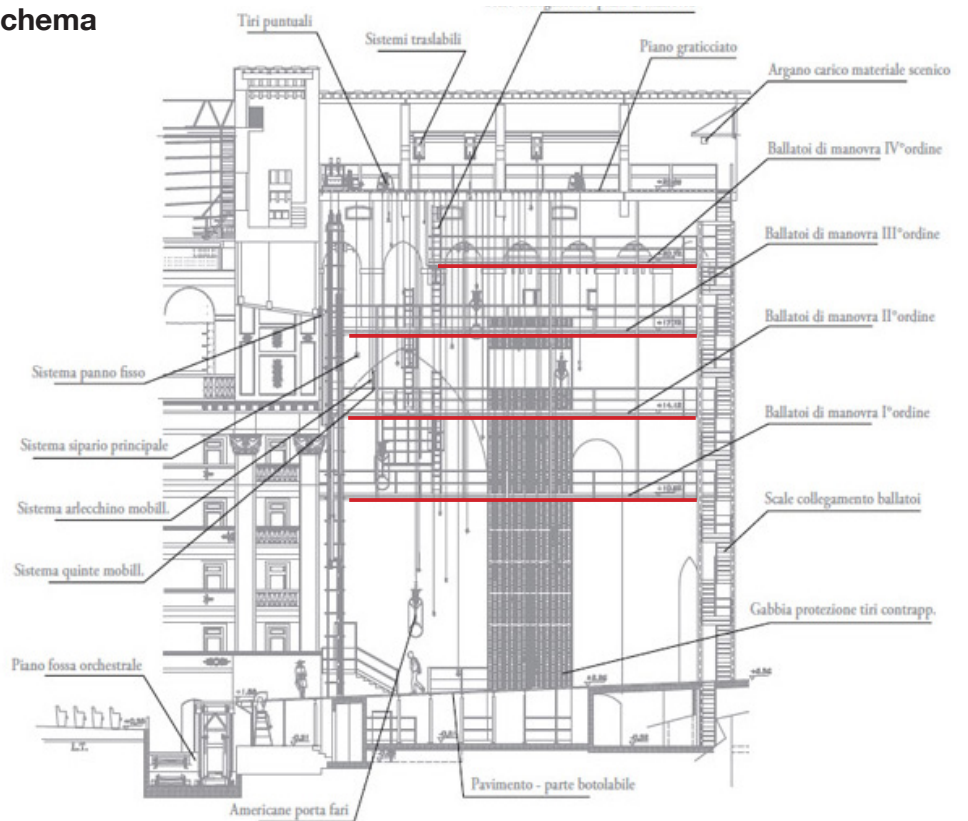 chema
Tiri puntuali
Sistemi traslabili
Piano graticciato
Argano carico materiale scenico
Ballatoi di manovra IV°ordine
Ballatoi di manovra III°ordine
Ballatoi di manovra II°ordine
Sistema panno fisso
Ballatoi di manovra I°ordine
Sistema sipario principale
Scale collegamento ballatoi
Sistema arlecchino mobill.
Sistema quinte mobill.
Gabbia protezione tiri contrapp.
Piano fossa orchestrale
L.T.
Pavimento - parte botolabile
Americane porta fari